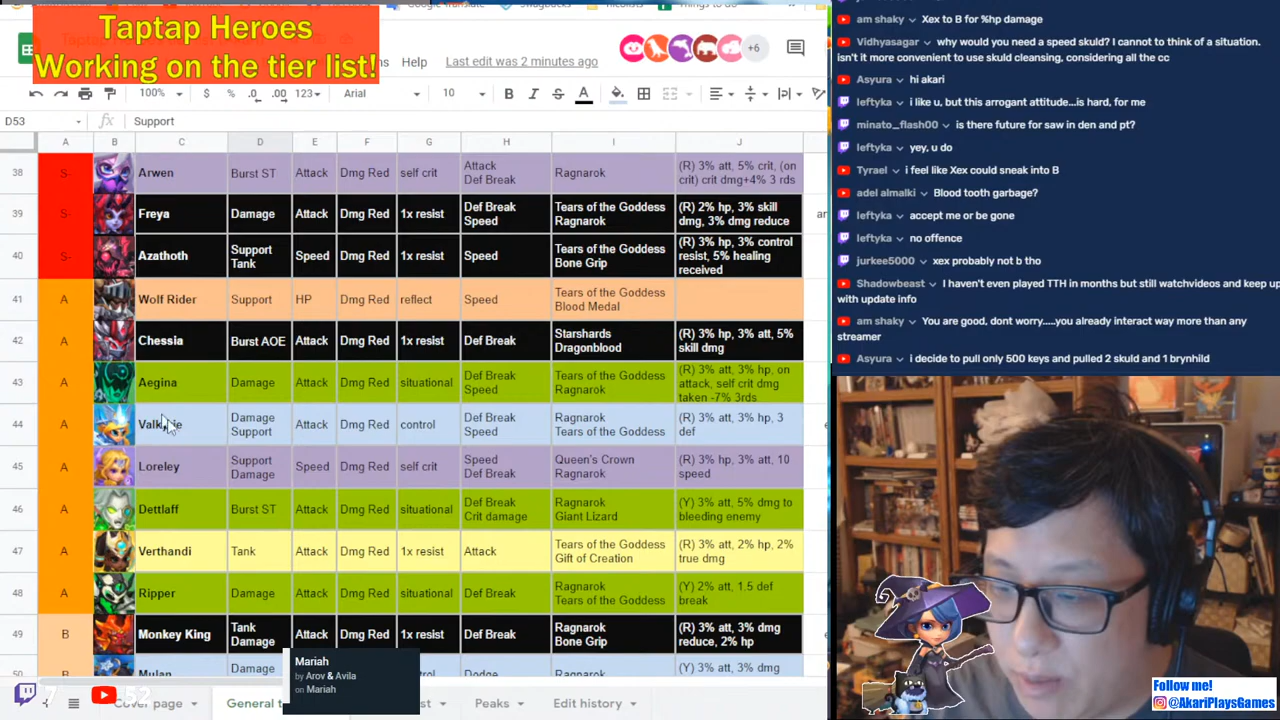 Taptap Heroes
Working on the tier list!
Help
Last edit was 2 minutes ago
+6
100%
$
%
.0
.00
123
Arial
10
B
I
S
A
D53
fx
Support
A
B
C
D
E
F
G
H
I
J
38 S- Arwen Burst ST Attack Dmg Red self crit Attack Def Break Ragnarok (R) 3% att, 5% crit, (on crit) crit dmg+4% 3 rds
39 S- Freya Damage Attack Dmg Red 1x resist Def Break Speed Tears of the Goddess Ragnarok (R) 2% hp, 3% skill dmg, 3% dmg reduce
40 S- Azathoth Support Tank Speed Dmg Red 1x resist Speed Tears of the Goddess Bone Grip (R) 3% hp, 3% control resist, 5% healing received
41 A Wolf Rider Support HP Dmg Red reflect Speed Tears of the Goddess Blood Medal
42 A Chessia Burst AOE Attack Dmg Red 1x resist Def Break Starshards Dragonblood (R) 3% hp, 3% att, 5% skill dmg
43 A Aegina Damage Attack Dmg Red situational Def Break Speed Tears of the Goddess Ragnarok (R) 3% att, 3% hp, on attack, self crit dmg taken -7% 3rds
44 A Damage Support Attack Dmg Red control Def Break Speed Ragnarok Tears of the Goddess (R) 3% att, 3% hp, 3 def
45 A Loreley Support Damage Speed Dmg Red self crit Speed Def Break Queen's Crown Ragnarok (R) 3% hp, 3% att, 10 speed
46 A Dettlaff Burst ST Attack Dmg Red situational Def Break Crit damage Ragnarok Giant Lizard (Y) 3% att, 5% dmg to bleeding enemy
47 A Verthandi Tank Attack Dmg Red 1x resist Attack Tears of the Goddess Gift of Creation (R) 3% att, 2% hp, 2% true dmg
48 A Ripper Damage Attack Dmg Red situational Def Break Ragnarok Tears of the Goddess (Y) 2% att, 1.5 def break
49 B Monkey King Tank Damage Attack Dmg Red 1x resist Def Break Ragnarok Bone Grip (R) 3% att, 3% dmg reduce, 2% hp
Mulan Damage Dodge (Y) 3% att, 3% dmg
Mariah
by Arov & Avila
on Mariah
7
52
Cover page
General t
Peaks
Edit history
am shaky Xex to B for %hp damage
Vidhyasagar why would you need a speed skuld? I cannot to think of a situation.
isn't it more convenient to use skuld cleansing, considering all the cc
Asyura hi akari
leftyka i like u, but this arrogant attitude...is hard, for me
minato_flash00 is there future for saw in den and pt?
leftyka yey, u do
Tyrael i feel like Xex could sneak into B
adel almalki Blood tooth garbage?
leftyka accept me or be gone
leftyka no offence
jurkee5000 xex probably not b tho
Shadowbeast I haven't even played TTH in months but still watchvideos and keep up
with update info
am shaky You are good, dont worry.....you already interact way more than any
streamer
Asyura i decide to pull only 500 keys and pulled 2 skuld and 1 brynhild
Follow me!
@AkariPlaysGames